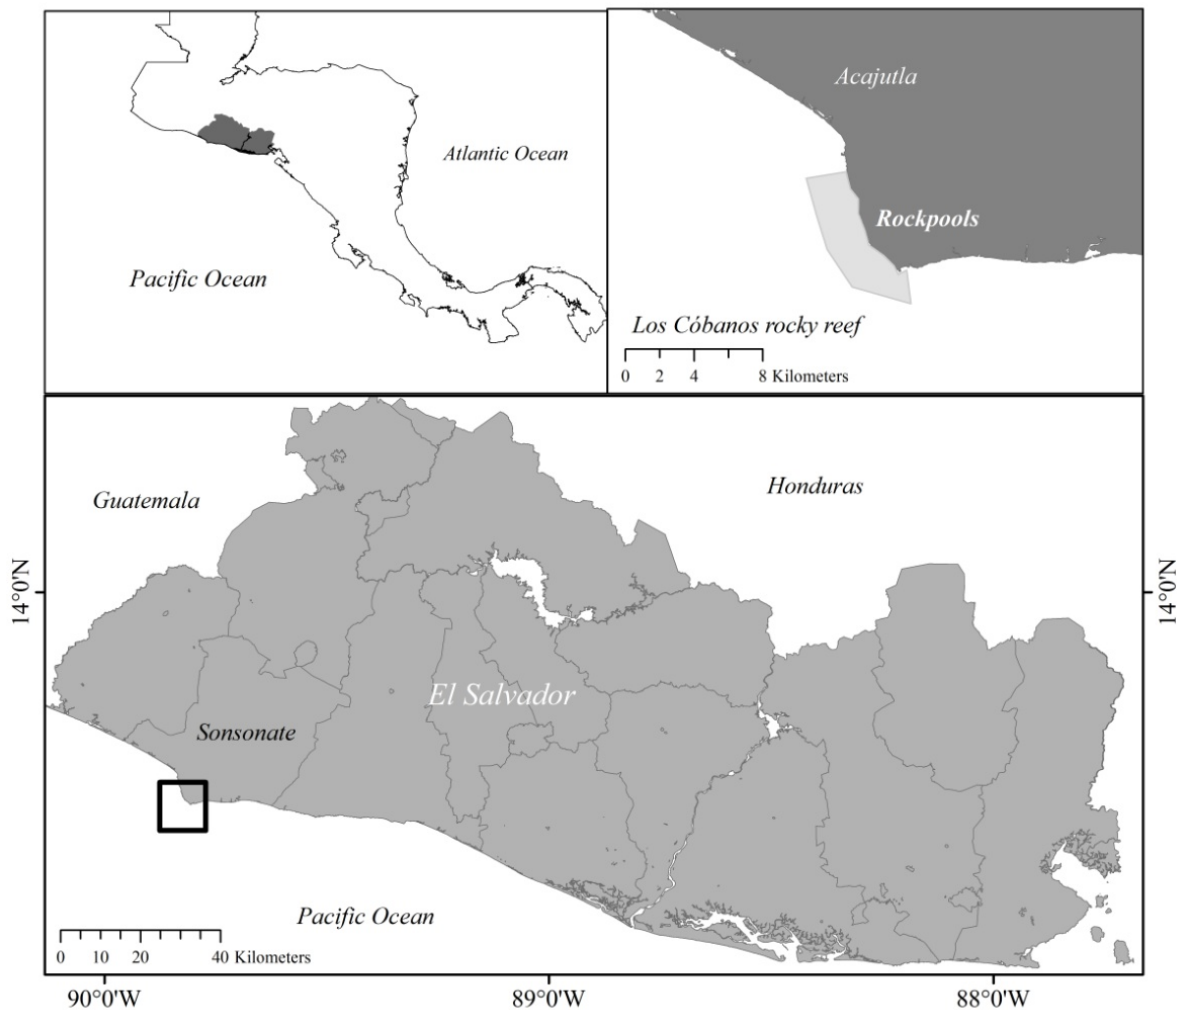 Atlantic Ocean
Pacific Ocean
Acajutla
Rockpools
Los Cóbanos rocky reef
0 2 4 8 Kilometers
Guatemala
Honduras
14°0'N
14°0'N
El Salvador
Sonsonate
Pacific Ocean
0 10 20 40 Kilometers
90°0'W
89°0'W
88°0'W